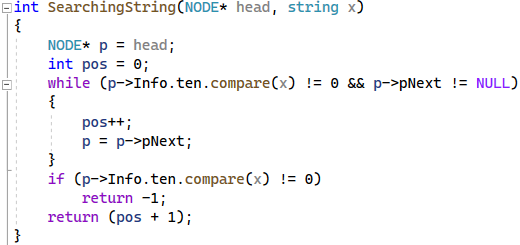 int SearchingString(NODE* head, string x)
{
    NODE* p = head;
    int pos = 0;
    while (p->Info.ten.compare(x) != 0 && p->pNext != NULL)
    {
        pos++;
        p = p->pNext;
    }
    if (p->Info.ten.compare(x) != 0)
        return -1;
    return (pos + 1);
}